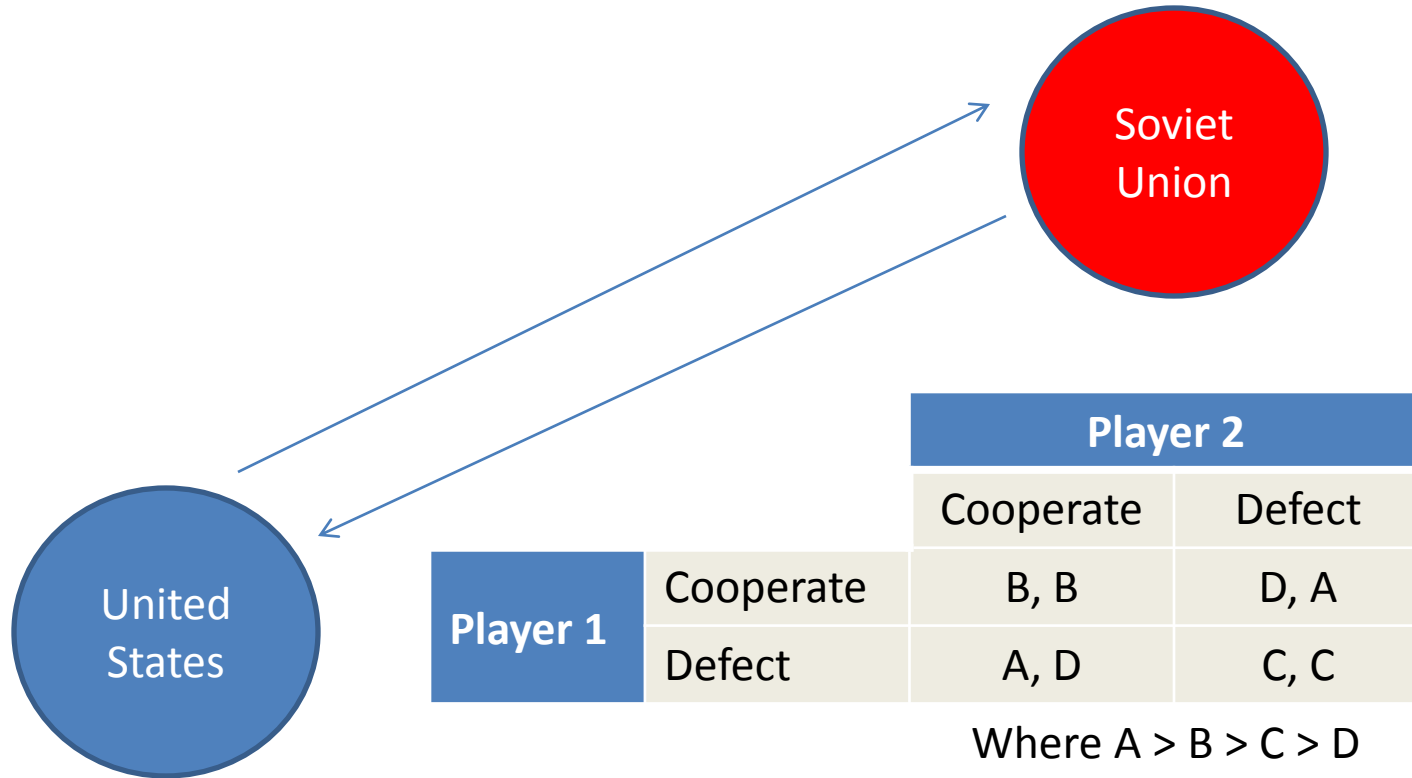 Soviet
Union
United
States
Player 2
Cooperate Defect
Player 1
Cooperate B, B D, A
Defect A, D C, C
Where A > B > C > D